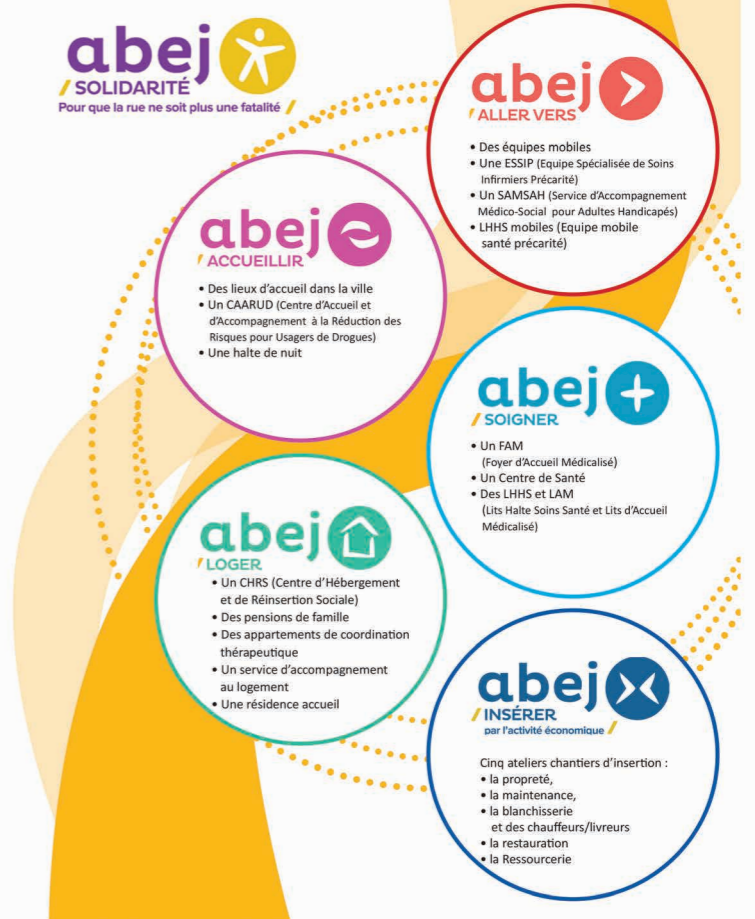 abej
/ SOLIDARITÉ
Pour que la rue ne soit plus une fatalité /
abej
/ ALLER VERS
• Des équipes mobiles
• Une ESSIP (Equipe Spécialisée de Soins
Infirmiers Précarité)
• Un SAMSAH (Service d'Accompagnement
Médico-Social pour Adultes Handicapés)
• LHHS mobiles (Equipe mobile
santé précarité)
abej
/ ACCUEILLIR
• Des lieux d'accueil dans la ville
• Un CAARUD (Centre d'Accueil et
d'Accompagnement à la Réduction des
Risques pour Usagers de Drogues)
• Une halte de nuit
abej
/ SOIGNER
• Un FAM
(Foyer d'Accueil Médicalisé)
• Un Centre de Santé
• Des LHHS et LAM
(Lits Halte Soins Santé et Lits d'Accueil
Médicalisé)
abej
/ LOGER
• Un CHRS (Centre d'Hébergement
et de Réinsertion Sociale)
• Des pensions de famille
• Des appartements de coordination
thérapeutique
• Un service d'accompagnement
au logement
• Une résidence accueil
abej
/ INSÉRER
par l'activité économique /
Cinq ateliers chantiers d'insertion :
• la propreté,
• la maintenance,
• la blanchisserie
et des chauffeurs/livreurs
• la restauration
• la Ressourcerie